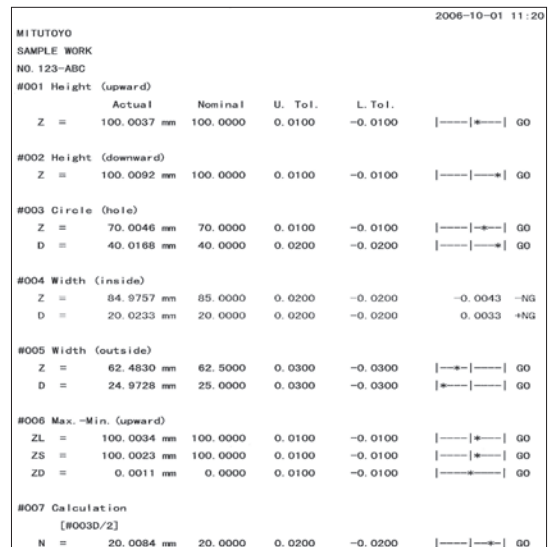 2006-10-01 11:20
MITUTOYO
SAMPLE WORK
NO. 123-ABC
#001 Height (upward)
Actual Nominal U. Tol. L. Tol.
Z = 100.0037 mm 100.0000 0.0100 -0.0100 |----|*---| GO
#002 Height (downward)
Z = 100.0092 mm 100.0000 0.0100 -0.0100 |----|---*| GO
#003 Circle (hole)
Z = 70.0046 mm 70.0000 0.0100 -0.0100 |----|-*--| GO
D = 40.0168 mm 40.0000 0.0200 -0.0200 |----|---*| GO
#004 Width (inside)
Z = 84.9757 mm 85.0000 0.0200 -0.0200 -0.0043 -NG
D = 20.0233 mm 20.0000 0.0200 -0.0200 0.0033 +NG
#005 Width (outside)
Z = 62.4830 mm 62.5000 0.0300 -0.0300 |--*-|----| GO
D = 24.9728 mm 25.0000 0.0300 -0.0300 |*---|----| GO
#006 Max.-Min. (upward)
ZL = 100.0034 mm 100.0000 0.0100 -0.0100 |----|*---| GO
ZS = 100.0023 mm 100.0000 0.0100 -0.0100 |----|*---| GO
ZD = 0.0011 mm 0.0000 0.0100 -0.0100 |----*----| GO
#007 Calculation
[#003D/2]
N = 20.0084 mm 20.0000 0.0200 -0.0200 |----|--*-| GO